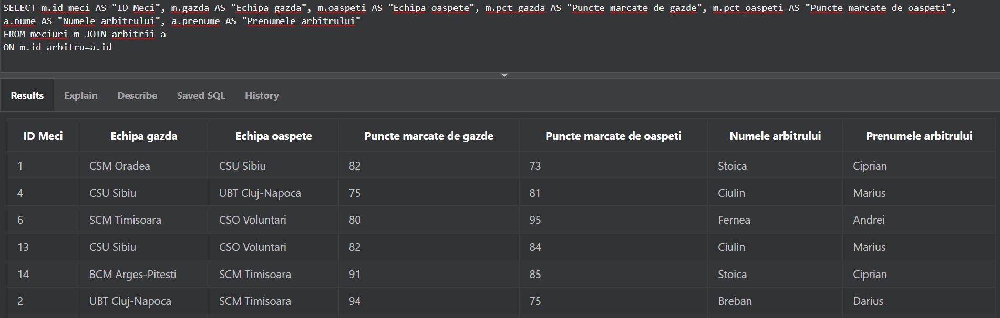 SELECT m.id_meci AS "ID Meci", m.gazda AS "Echipa gazda", m.oaspeti AS "Echipa oaspete", m.pct_gazda AS "Puncte marcate de gazde", m.pct_oaspeti AS "Puncte marcate de oaspeti",
a.nume AS "Numele arbitrului", a.prenume AS "Prenumele arbitrului"
FROM meciuri m JOIN arbitrii a
ON m.id_arbitru=a.id
Results Explain Describe Saved SQL History
ID Meci Echipa gazda Echipa oaspete Puncte marcate de gazde Puncte marcate de oaspeti Numele arbitrului Prenumele arbitrului
1 CSM Oradea CSU Sibiu 82 73 Stoica Ciprian
4 CSU Sibiu UBT Cluj-Napoca 75 81 Ciulin Marius
6 SCM Timisoara CSO Voluntari 80 95 Fernea Andrei
13 CSU Sibiu CSO Voluntari 82 84 Ciulin Marius
14 BCM Arges-Pitesti SCM Timisoara 91 85 Stoica Ciprian
2 UBT Cluj-Napoca SCM Timisoara 94 75 Breban Darius